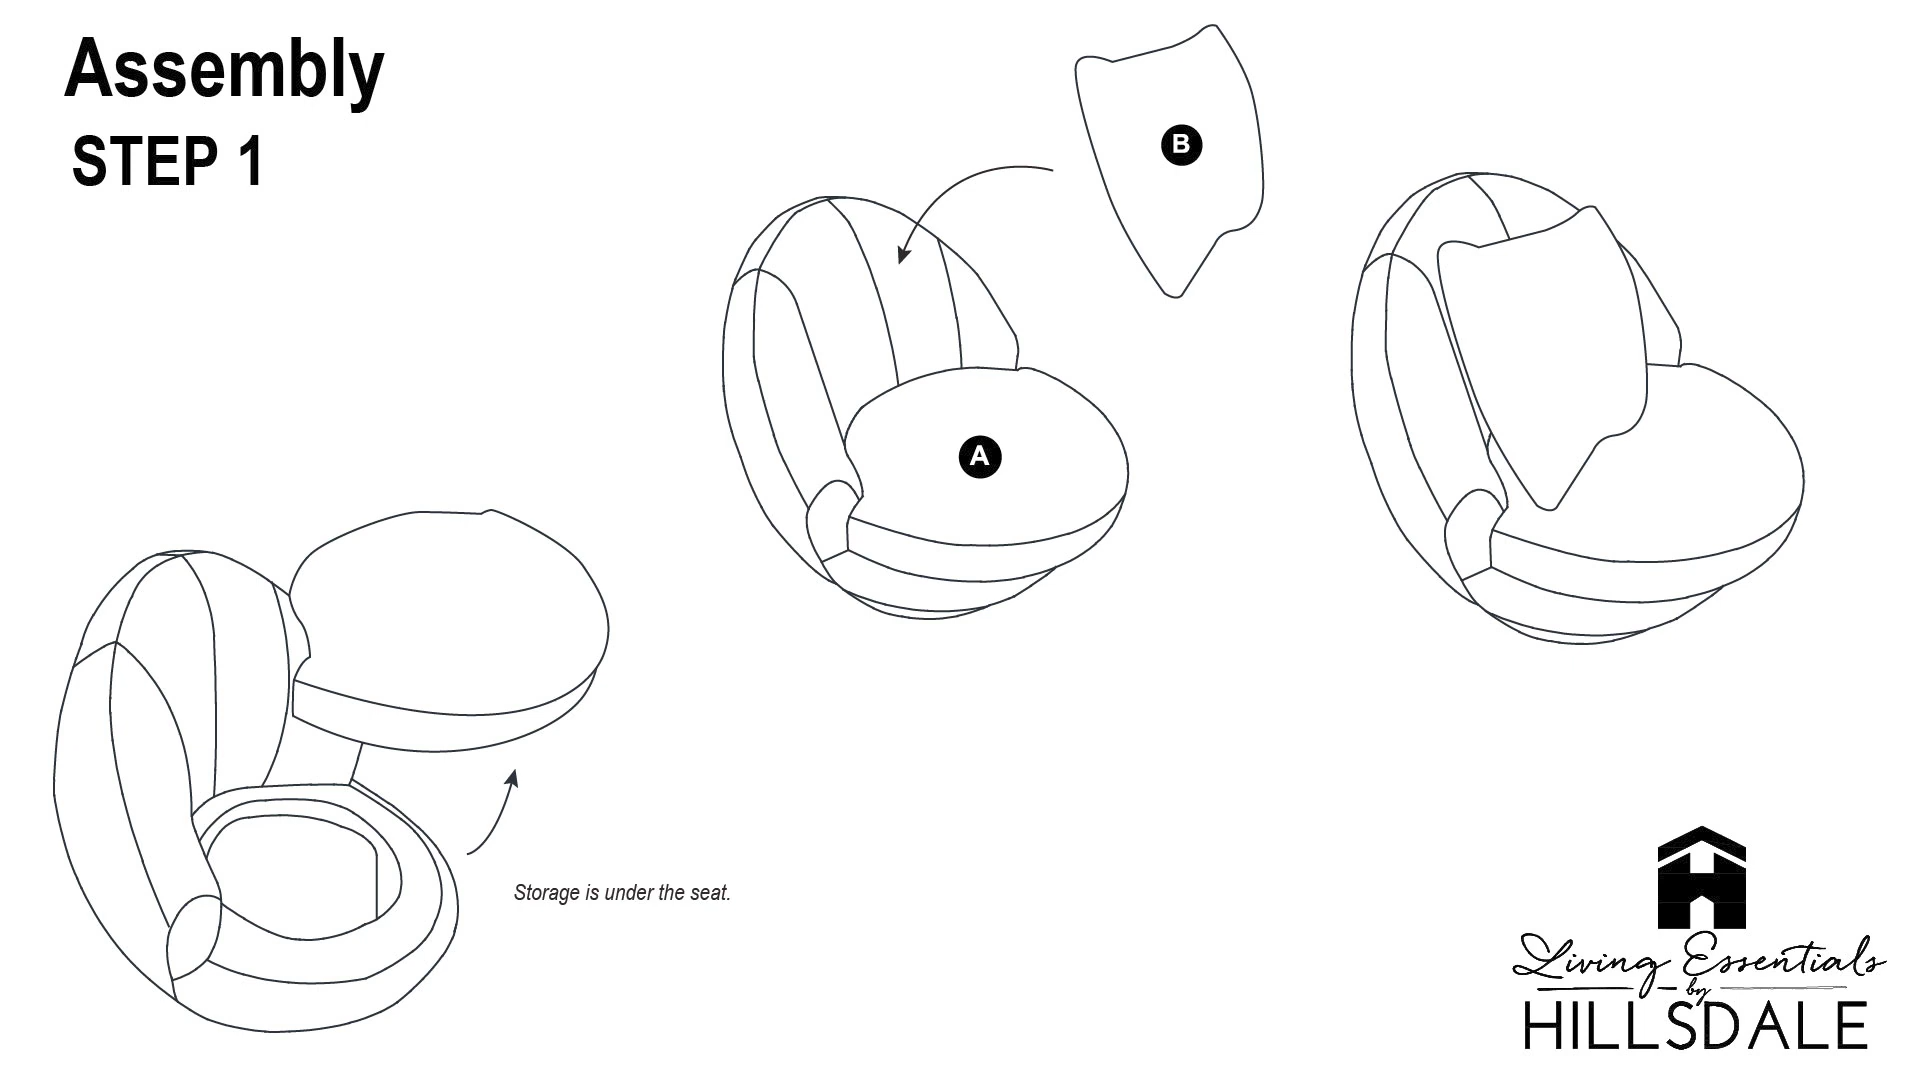 Assembly
STEP 1
B
A
Storage is under the seat.
Living Essentials
by
HILLSDALE